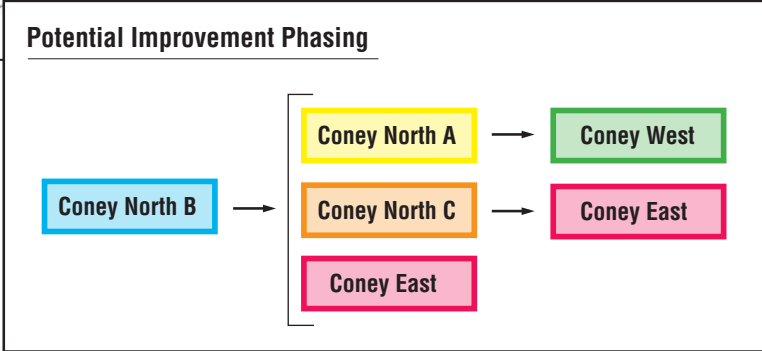 Potential Improvement Phasing
Coney North A
Coney West
Coney North B
Coney North C
Coney East
Coney East